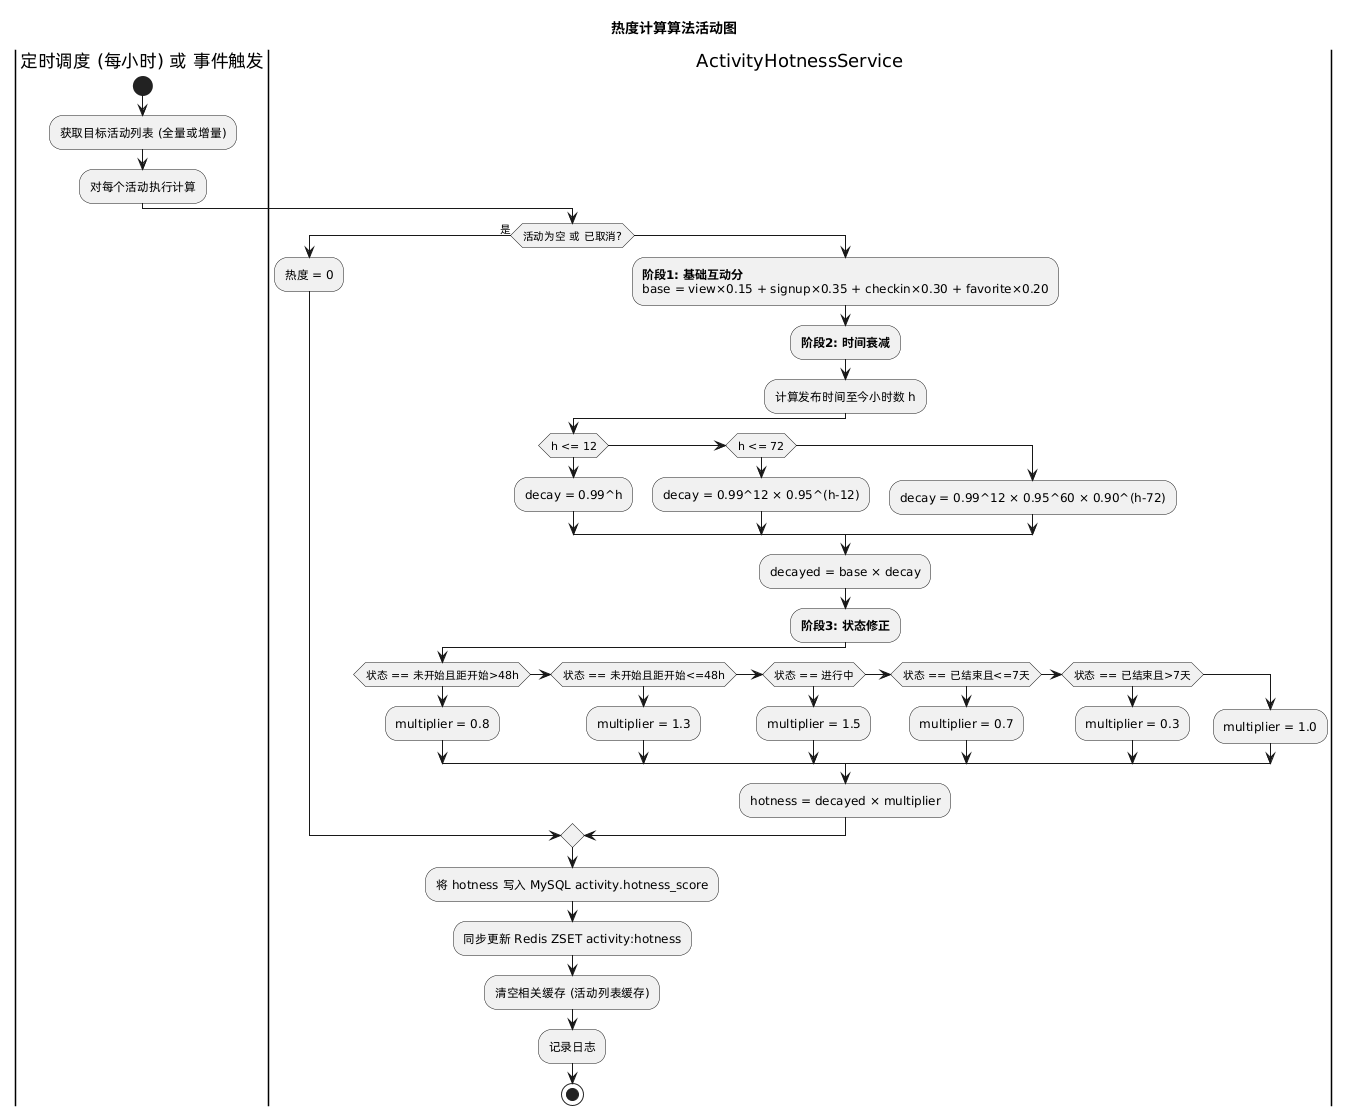 热度计算算法活动图
定时调度 (每小时) 或 事件触发
ActivityHotnessService
获取目标活动列表 (全量或增量)
对每个活动执行计算
活动为空 或 已取消?
是
热度 = 0
阶段1: 基础互动分
base = view×0.15 + signup×0.35 + checkin×0.30 + favorite×0.20
阶段2: 时间衰减
计算发布时间至今小时数 h
h <= 12
h <= 72
decay = 0.99^h
decay = 0.99^12 × 0.95^(h-12)
decay = 0.99^12 × 0.95^60 × 0.90^(h-72)
decayed = base × decay
阶段3: 状态修正
状态 == 未开始且距开始>48h
状态 == 未开始且距开始<=48h
状态 == 进行中
状态 == 已结束且<=7天
状态 == 已结束且>7天
multiplier = 0.8
multiplier = 1.3
multiplier = 1.5
multiplier = 0.7
multiplier = 0.3
multiplier = 1.0
hotness = decayed × multiplier
将 hotness 写入 MySQL activity.hotness_score
同步更新 Redis ZSET activity:hotness
清空相关缓存 (活动列表缓存)
记录日志